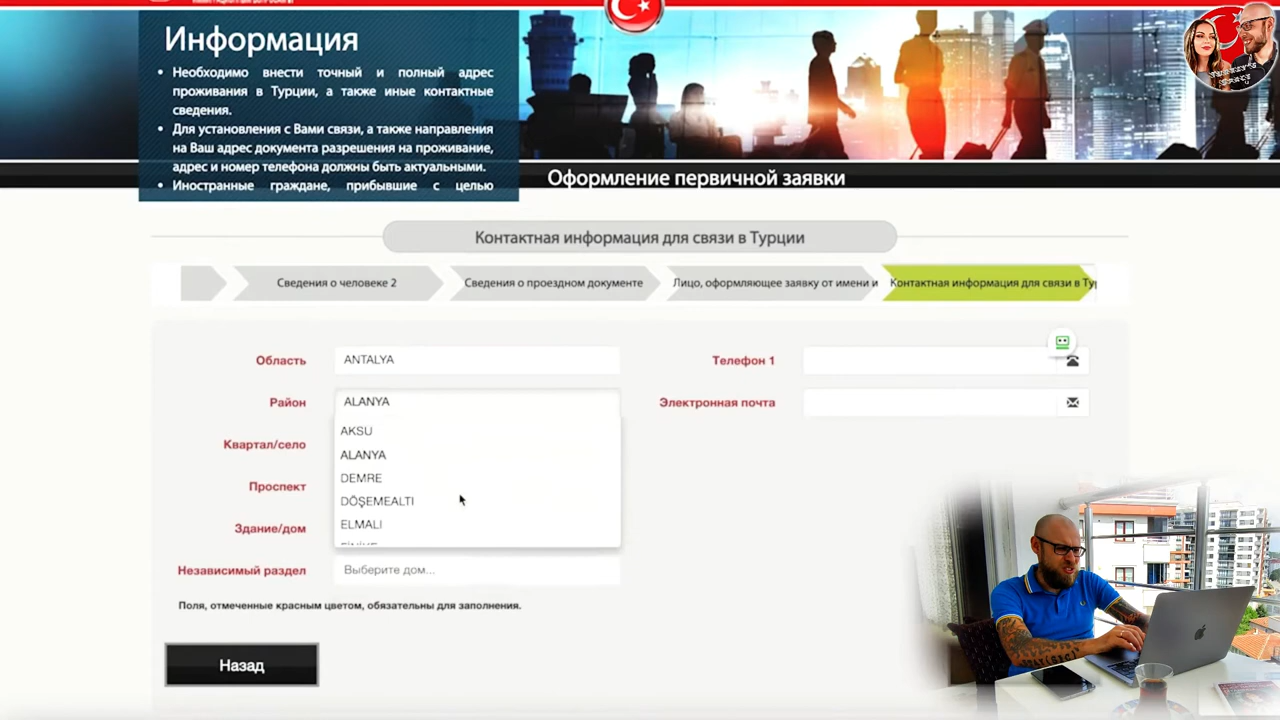 Информация
• Необходимо внести точный и полный адрес
проживания в Турции, а также иные контактные
сведения.
• Для установления с Вами связи, а также направления
на Ваш адрес документа разрешения на проживание,
адрес и номер телефона должны быть актуальными.
• Иностранные граждане, прибывшие с целью
Оформление первичной заявки
Контактная информация для связи в Турции
Сведения о человеке 2
Сведения о проездном документе
Лицо, оформляющее заявку от имени и
Контактная информация для связи в Тур
Область
ANTALYA
Телефон 1
Район
ALANYA
Электронная почта
AKSU
Квартал/село
ALANYA
DEMRE
Проспект
DÖŞEMEALTI
Здание/дом
ELMALI
Независимый раздел
Выберите дом...
Поля, отмеченные красным цветом, обязательны для заполнения.
Назад